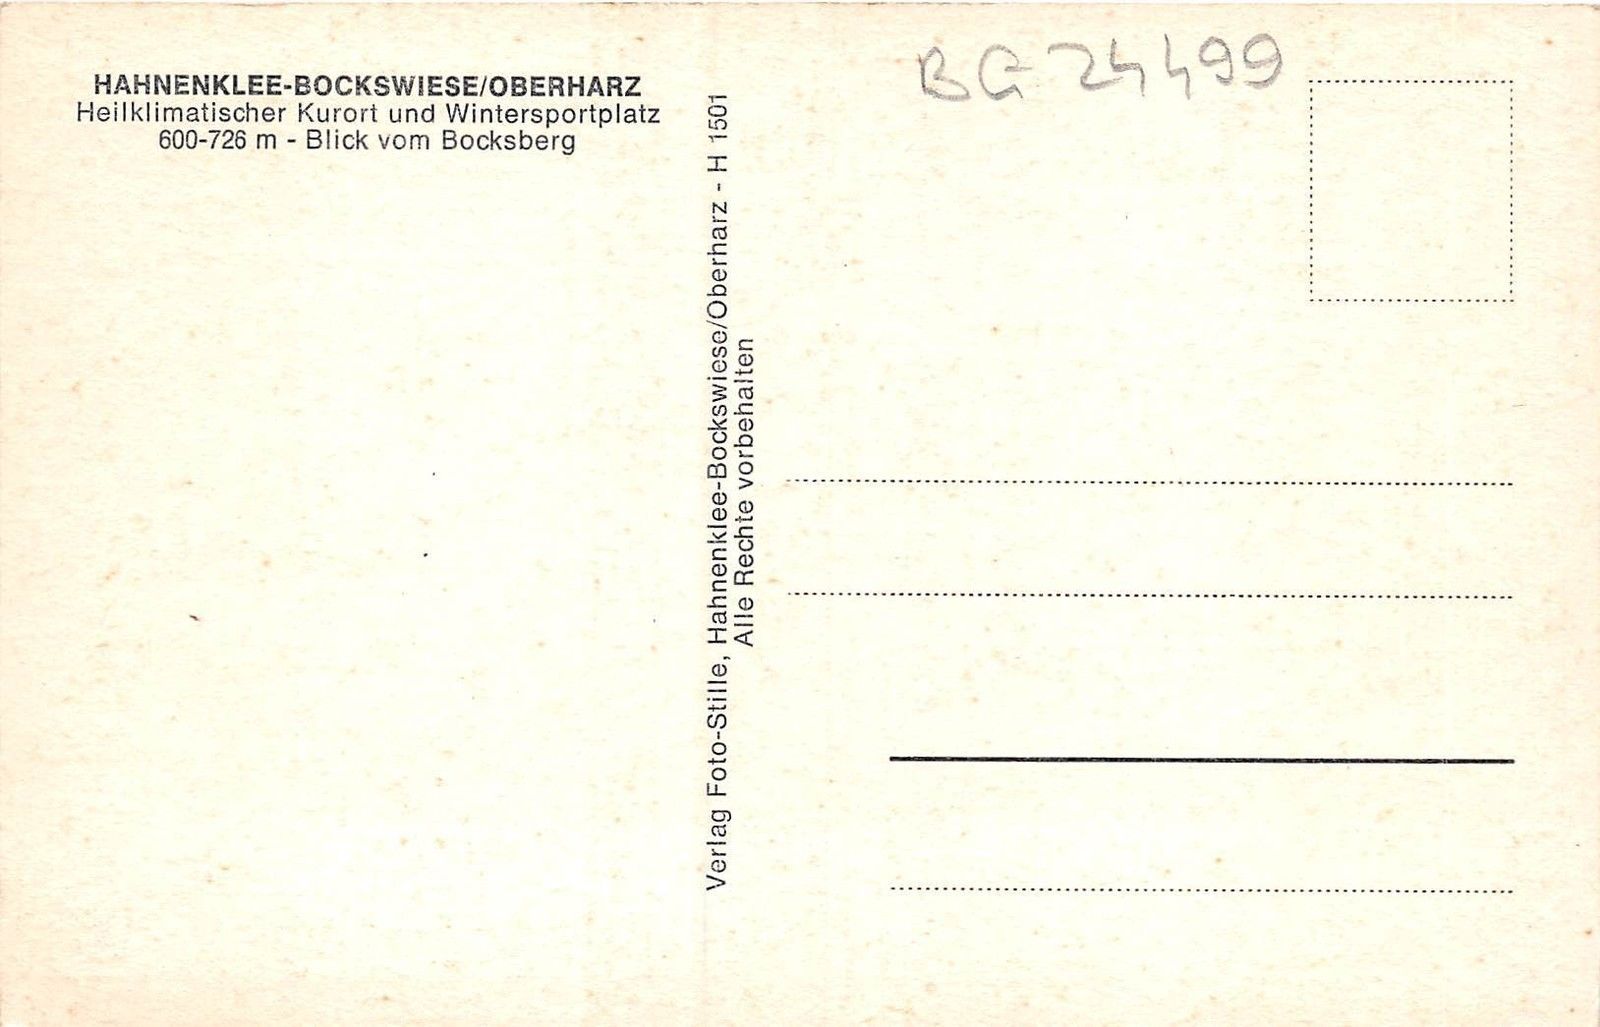 HAHNENKLEE-BOCKSWIESE/OBERHARZ
Heilklimatischer Kurort und Wintersportplatz
600-726 m - Blick vom Bocksberg
Verlag Foto-Stille, Hahnenklee-Bockswiese/Oberharz - H 1501
Alle Rechte vorbehalten
BG 24499